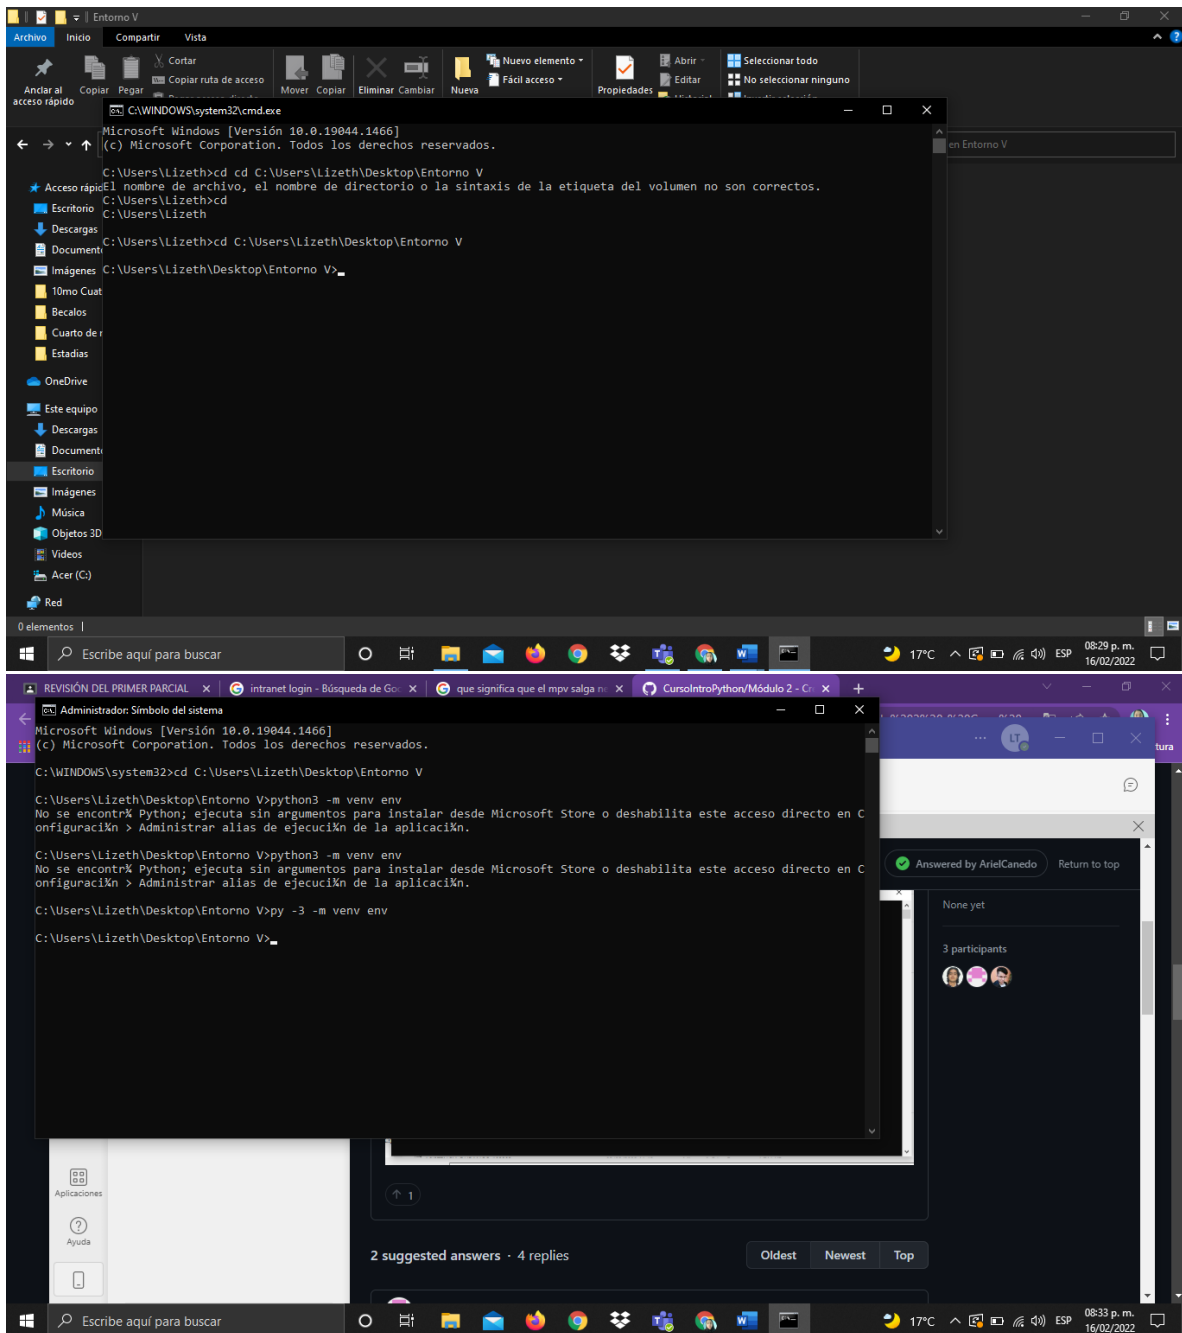 Entorno V
Archivo Inicio Compartir Vista
Anclar al acceso rápido
Copiar
Pegar
Cortar
Copiar ruta de acceso
Mover
Copiar
Eliminar
Cambiar
Nueva
Nuevo elemento
Fácil acceso
Propiedades
Abrir
Editar
Seleccionar todo
No seleccionar ninguno
C:\WINDOWS\system32\cmd.exe
Microsoft Windows [Versión 10.0.19044.1466]
(c) Microsoft Corporation. Todos los derechos reservados.
C:\Users\Lizeth>cd cd C:\Users\Lizeth\Desktop\Entorno V
El nombre de archivo, el nombre de directorio o la sintaxis de la etiqueta del volumen no son correctos.
C:\Users\Lizeth>cd
C:\Users\Lizeth
C:\Users\Lizeth>cd C:\Users\Lizeth\Desktop\Entorno V
C:\Users\Lizeth\Desktop\Entorno V>
en Entorno V
Acceso rápid
Escritorio
Descargas
Documento
Imágenes
10mo Cuat
Becalos
Cuarto de
Estadias
OneDrive
Este equipo
Descargas
Document
Escritorio
Imágenes
Música
Objetos 3D
Videos
Acer (C:)
Red
0 elementos
Escribe aquí para buscar
17°C
ESP
08:29 p. m.
16/02/2022
REVISIÓN DEL PRIMER PARCIAL
intranet login - Búsqueda de Goo
que significa que el mpv salga n
CursoIntroPython/Módulo 2 - C
Administrador: Símbolo del sistema
Microsoft Windows [Versión 10.0.19044.1466]
(c) Microsoft Corporation. Todos los derechos reservados.
C:\WINDOWS\system32>cd C:\Users\Lizeth\Desktop\Entorno V
C:\Users\Lizeth\Desktop\Entorno V>python3 -m venv env
No se encontr% Python; ejecuta sin argumentos para instalar desde Microsoft Store o deshabilita este acceso directo en C
onfiguraci%n > Administrar alias de ejecuci%n de la aplicaci%n.
C:\Users\Lizeth\Desktop\Entorno V>python3 -m venv env
No se encontr% Python; ejecuta sin argumentos para instalar desde Microsoft Store o deshabilita este acceso directo en C
onfiguraci%n > Administrar alias de ejecuci%n de la aplicaci%n.
C:\Users\Lizeth\Desktop\Entorno V>py -3 -m venv env
C:\Users\Lizeth\Desktop\Entorno V>
LT
tura
Answered by ArielCanedo
Return to top
None yet
3 participants
Aplicaciones
Ayuda
1
2 suggested answers · 4 replies
Oldest Newest Top
Escribe aquí para buscar
17°C
ESP
08:33 p. m.
16/02/2022